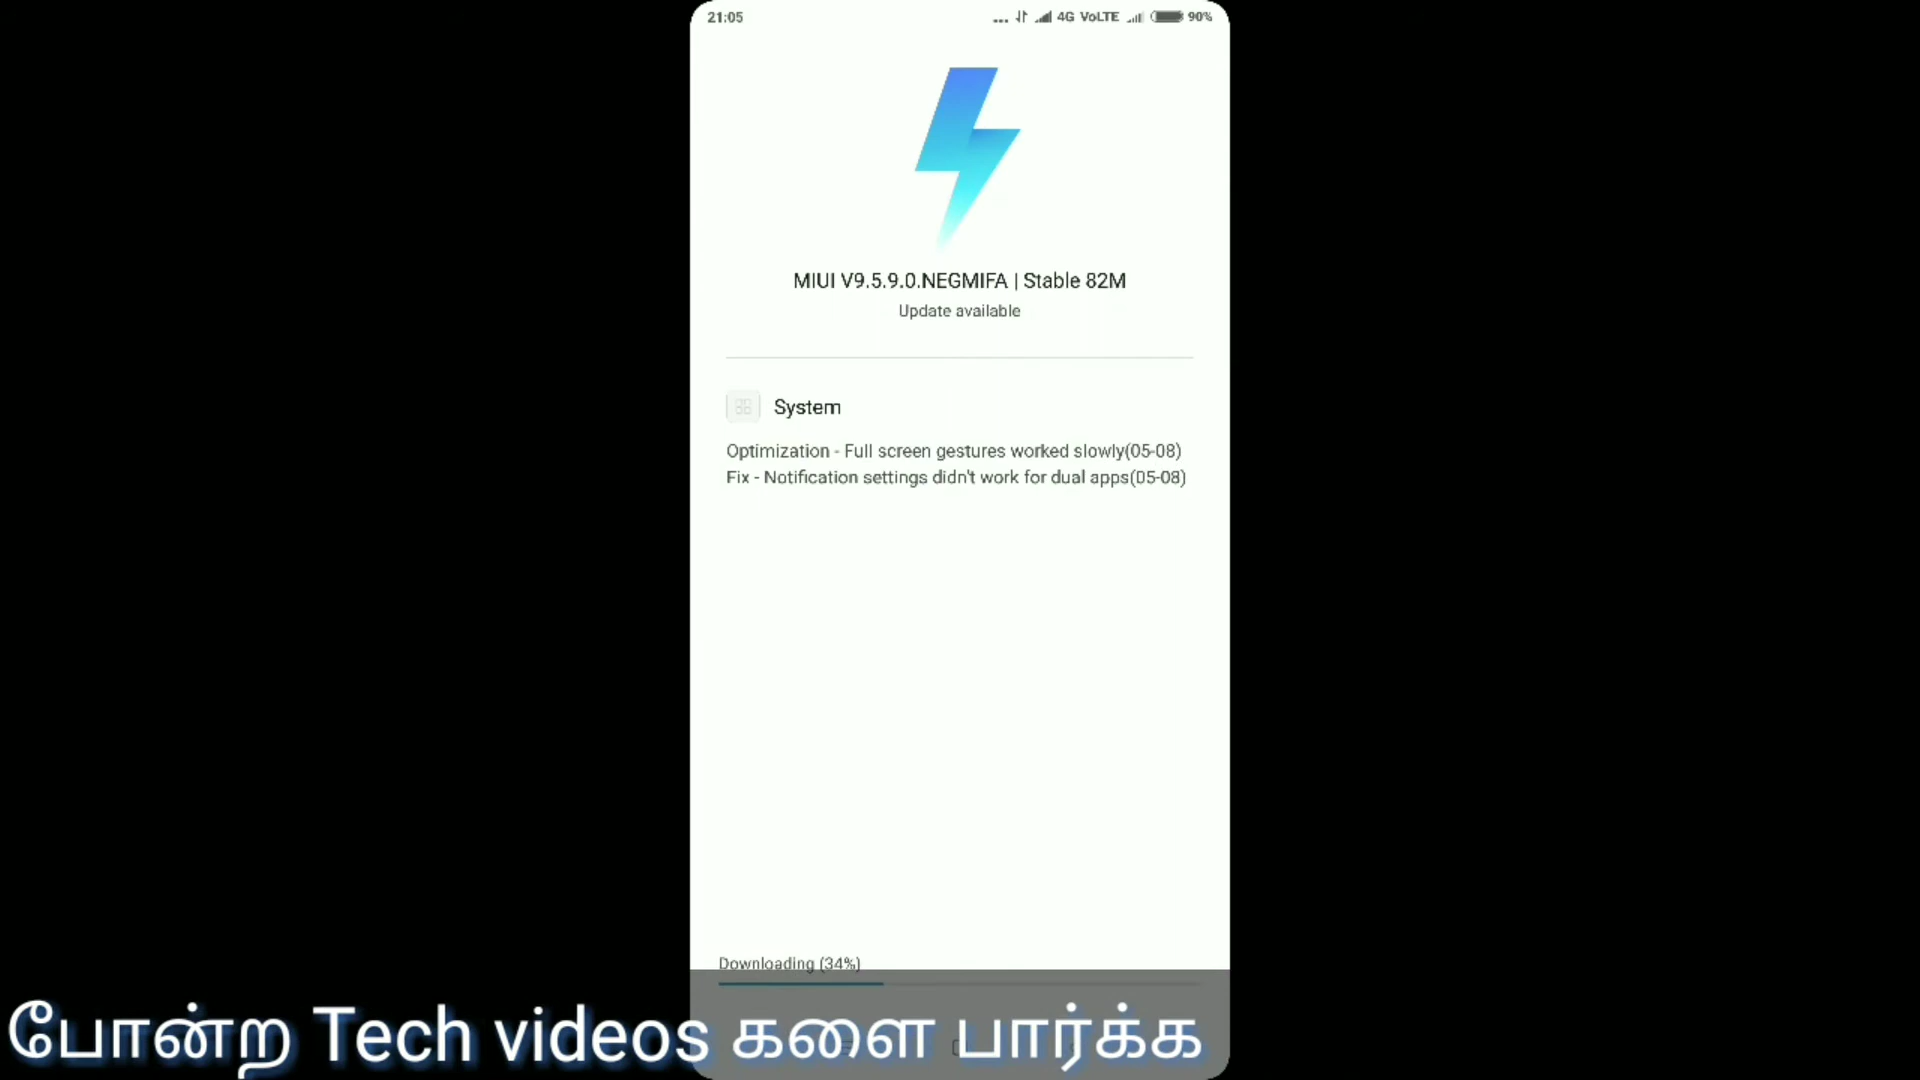 21:05
... 4G VoLTE 90%
MIUI V9.5.9.0.NEGMIFA | Stable 82M
Update available
System
Optimization - Full screen gestures worked slowly(05-08)
Fix - Notification settings didn't work for dual apps(05-08)
Downloading (34%)
போன்ற Tech videos களை பார்க்க